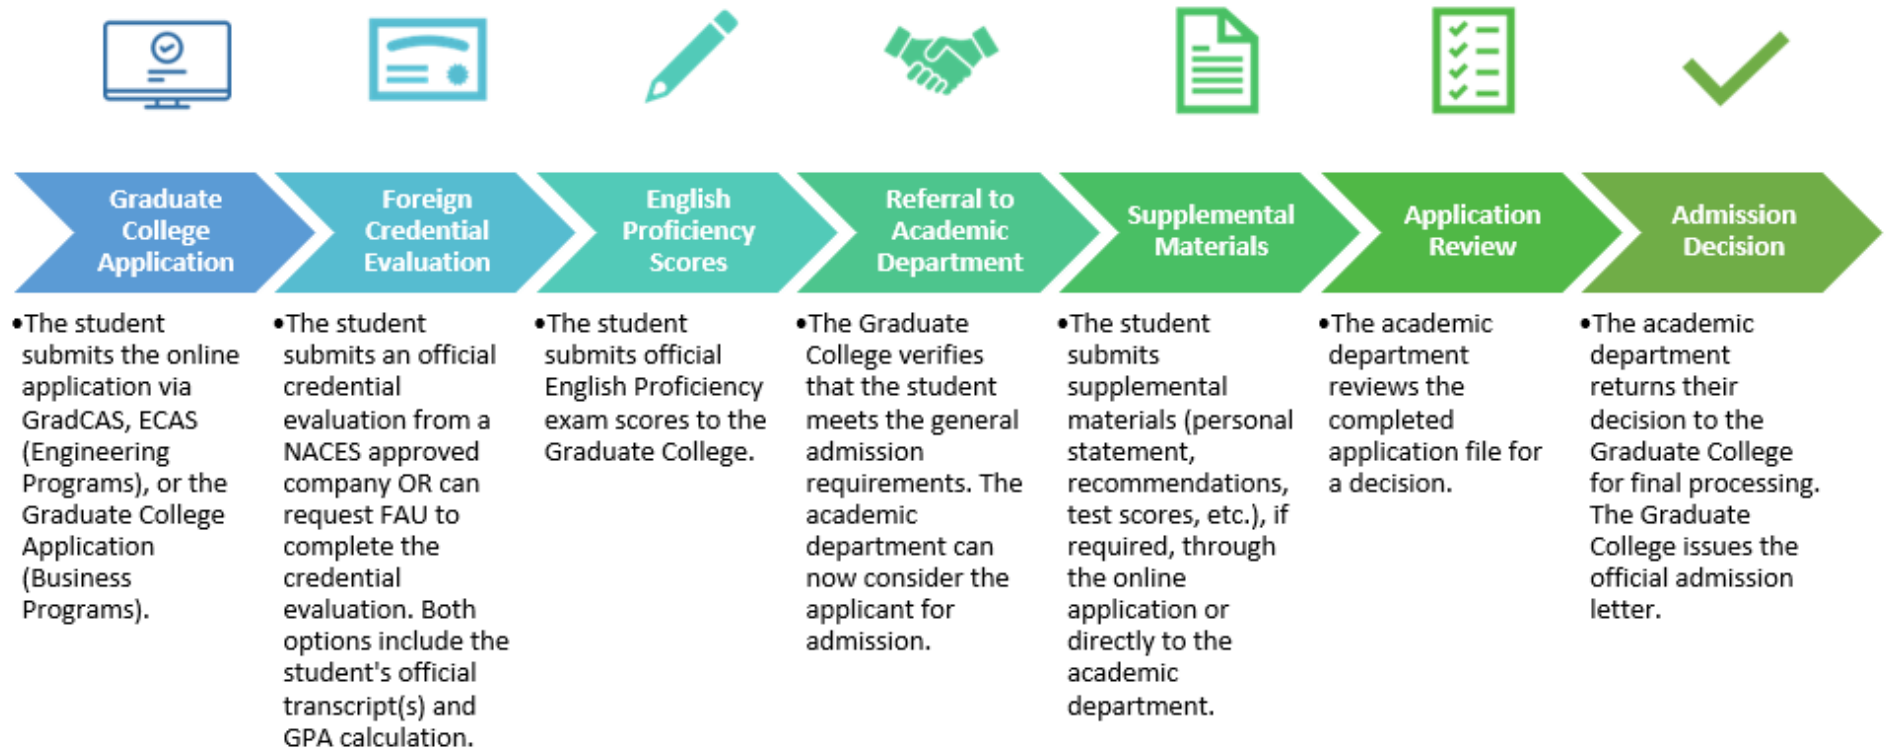 Graduate
College
Application
Foreign
Credential
Evaluation
English
Proficiency
Scores
Referral to
Academic
Department
Supplemental
Materials
Application
Review
Admission
Decision
•The student
submits the online
application via
GradCAS, ECAS
(Engineering
Programs), or the
Graduate College
Application
(Business
Programs).
•The student
submits an official
credential
evaluation from a
NACES approved
company OR can
request FAU to
complete the
credential
evaluation. Both
options include the
student's official
transcript(s) and
GPA calculation.
•The student
submits official
English Proficiency
exam scores to the
Graduate College.
•The Graduate
College verifies
that the student
meets the general
admission
requirements. The
academic
department can
now consider the
applicant for
admission.
•The student
submits
supplemental
materials (personal
statement,
recommendations,
test scores, etc.), if
required, through
the online
application or
directly to the
academic
department.
•The academic
department
reviews the
completed
application file for
a decision.
•The academic
department
returns their
decision to the
Graduate College
for final processing.
The Graduate
College issues the
official admission
letter.